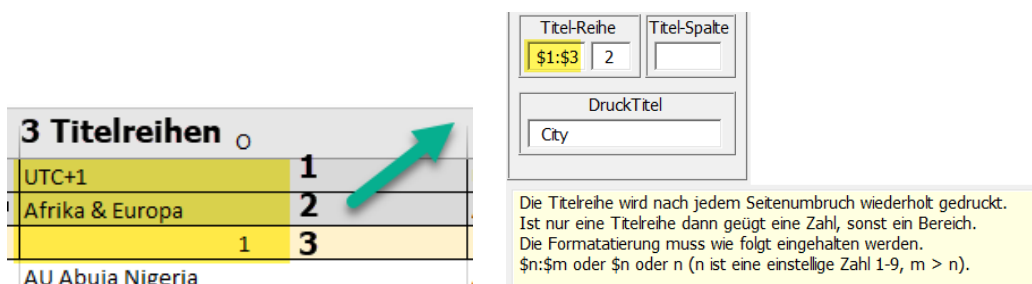 3 Titelreihen O
UTC+1 1
Afrika & Europa 2
1 3
AU Abuja Nigeria
Titel-Reihe Titel-Spalte
$1:$3 2
DruckTitel
City
Die Titelreihe wird nach jedem Seitenumbruch wiederholt gedruckt.
Ist nur eine Titelreihe dann geügt eine Zahl, sonst ein Bereich.
Die Formatatierung muss wie folgt eingehalten werden.
$n:$m oder $n oder n (n ist eine einstellige Zahl 1-9, m > n).